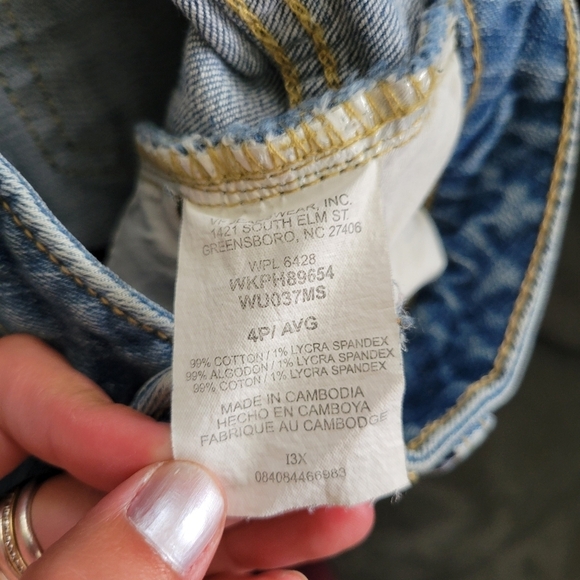 WEAR, INC.
1421 SOUTH ELM ST.
GREENSBORO, NC 27406
WPL 6428
WKPH89654
WU037MS
4P/ AVG
99% COTTON / 1% LYCRA SPANDEX
99% ALGODON / 1% LYCRA SPANDEX
99% COTON / 1% LYCRA SPANDEX
MADE IN CAMBODIA
HECHO EN CAMBOYA
FABRIQUE AU CAMBODGE
I3X
084084466983